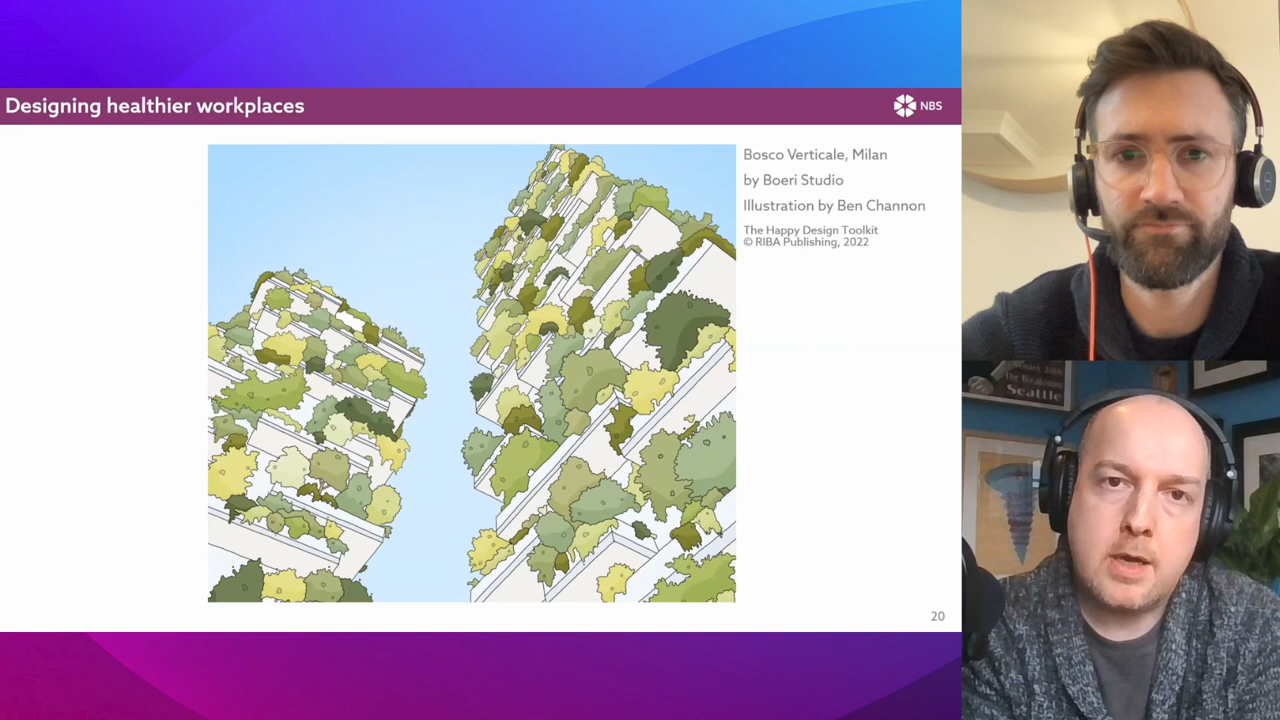 Designing healthier workplaces
NBS
Bosco Verticale, Milan
by Boeri Studio
Illustration by Ben Channon
The Happy Design Toolkit
© RIBA Publishing, 2022
20
Seattle